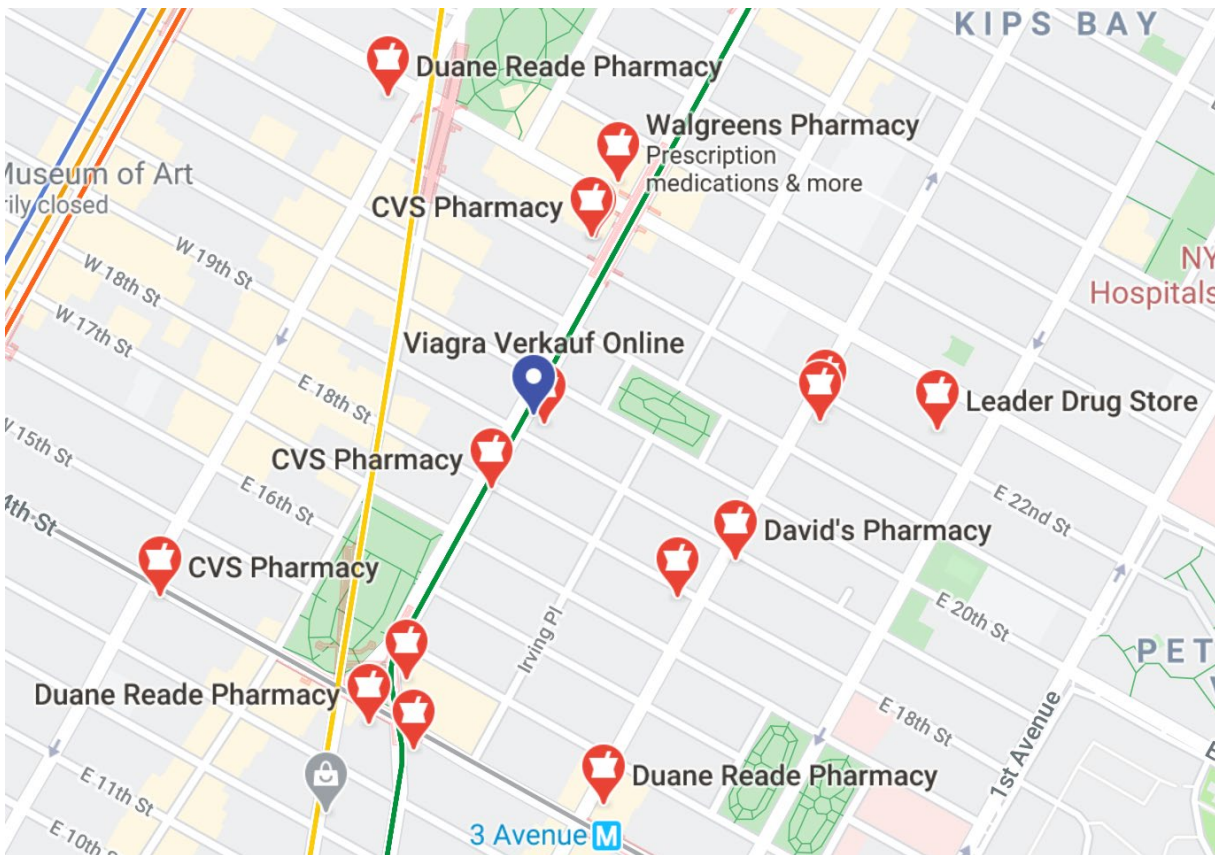 KIPS BAY
Duane Reade Pharmacy
Walgreens Pharmacy
Prescription
medications & more
Museum of Art
rily closed
CVS Pharmacy
W 19th St
W 18th St
W 17th St
NY
Hospitals
Viagra Verkauf Online
E 18th St
Leader Drug Store
W 15th St
CVS Pharmacy
E 16th St
4th St
E 22nd St
David's Pharmacy
CVS Pharmacy
E 20th St
Irving Pl
PET
Duane Reade Pharmacy
E 18th St
1st Avenue
E 11th St
Duane Reade Pharmacy
E 10th St
3 Avenue M